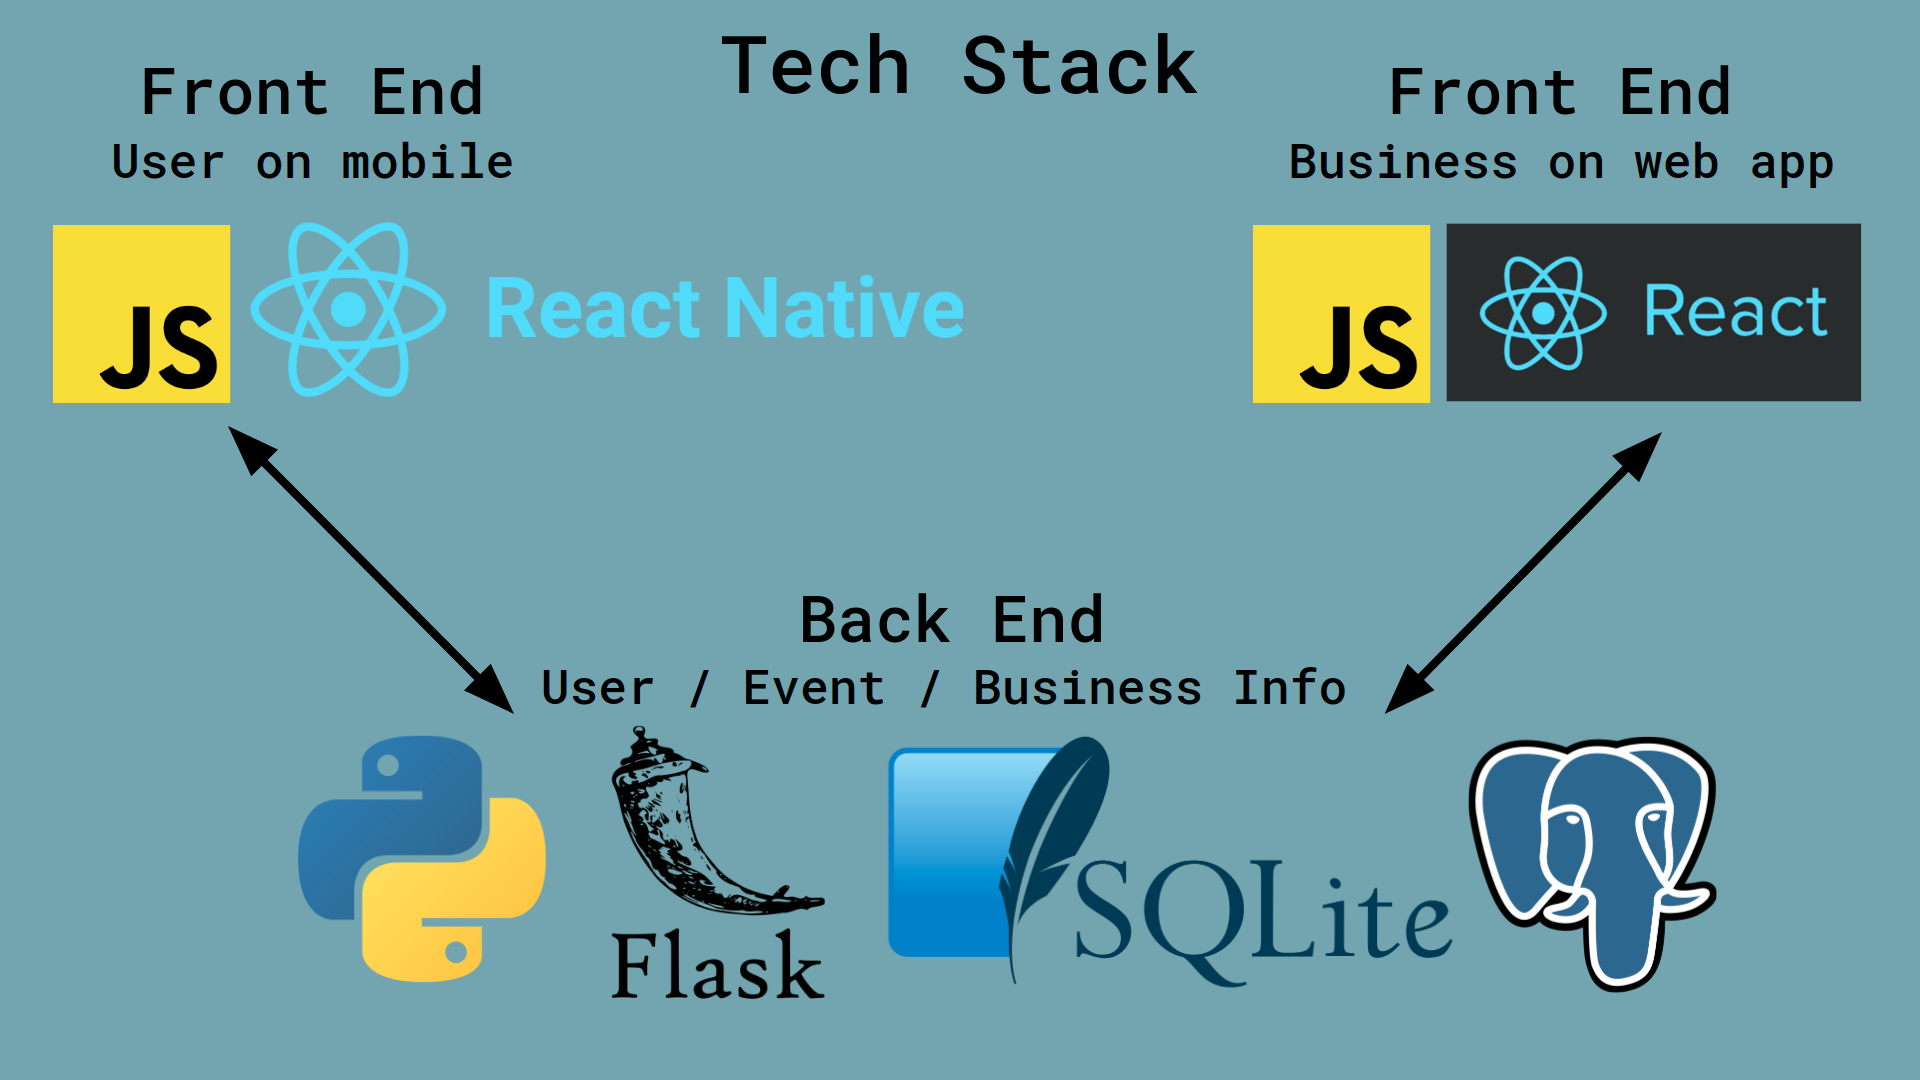 Tech Stack
Front End
User on mobile
JS
React Native
Front End
Business on web app
JS
React
Back End
User / Event / Business Info
Flask
SQLite